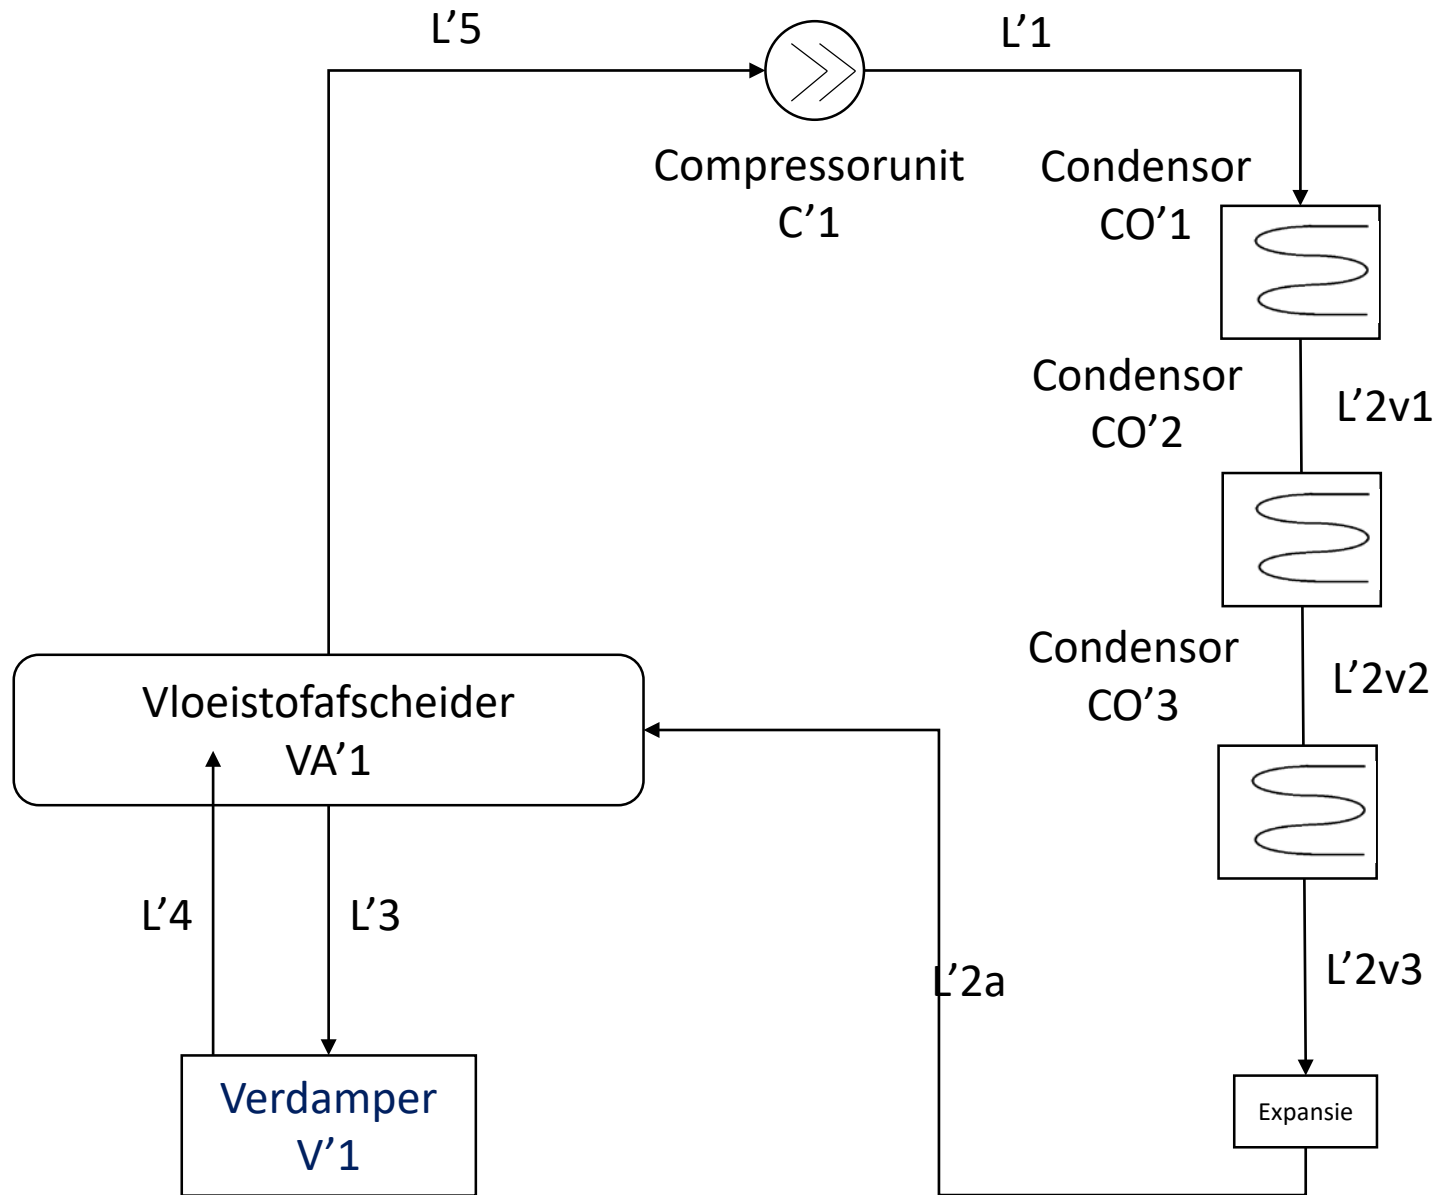 L’5
L’1
Compressorunit
C’1
Condensor
CO’1
Condensor
CO’2
L’2v1
Condensor
CO’3
L’2v2
Vloeistofafscheider
VA’1
L’4
L’3
L’2a
L’2v3
Verdamper
V’1
Expansie